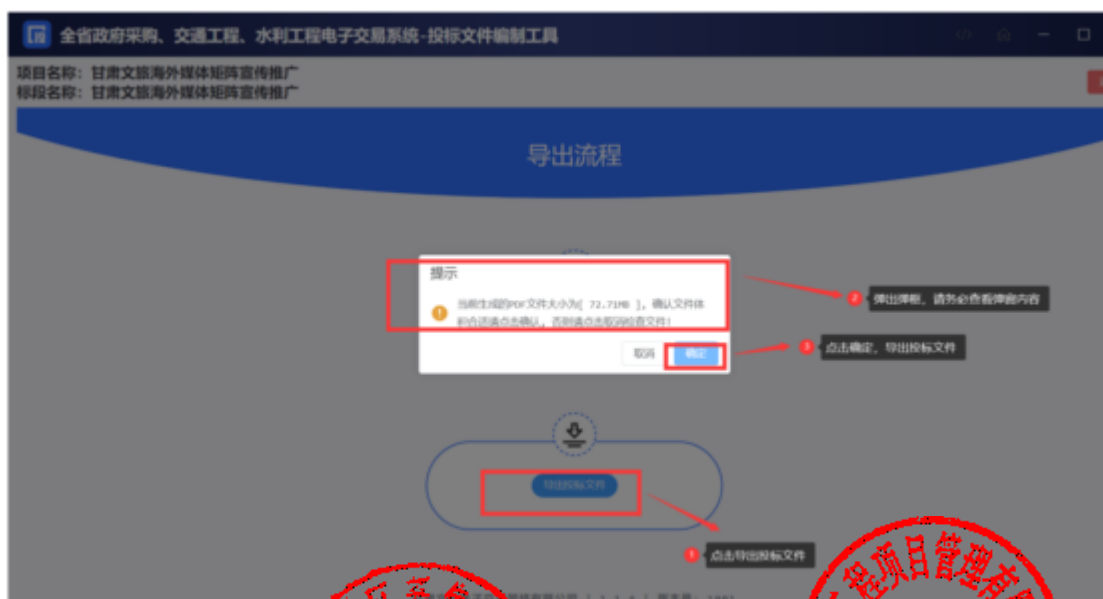 全省政府采购、交通工程、水利工程电子交易系统-投标文件编制工具
项目名称：甘肃文旅海外媒体矩阵宣传推广
标段名称：甘肃文旅海外媒体矩阵宣传推广
导出流程
提示
当前生成的PDF文件大小为[ 72.71MB ]，确认文件体
积合适请点击确认，否则请点击取消检查文件！
取消 确定
2 弹出弹框，请务必查看弹窗内容
3 点击确定，导出投标文件
导出投标文件
1 点击导出投标文件
程项目管理有